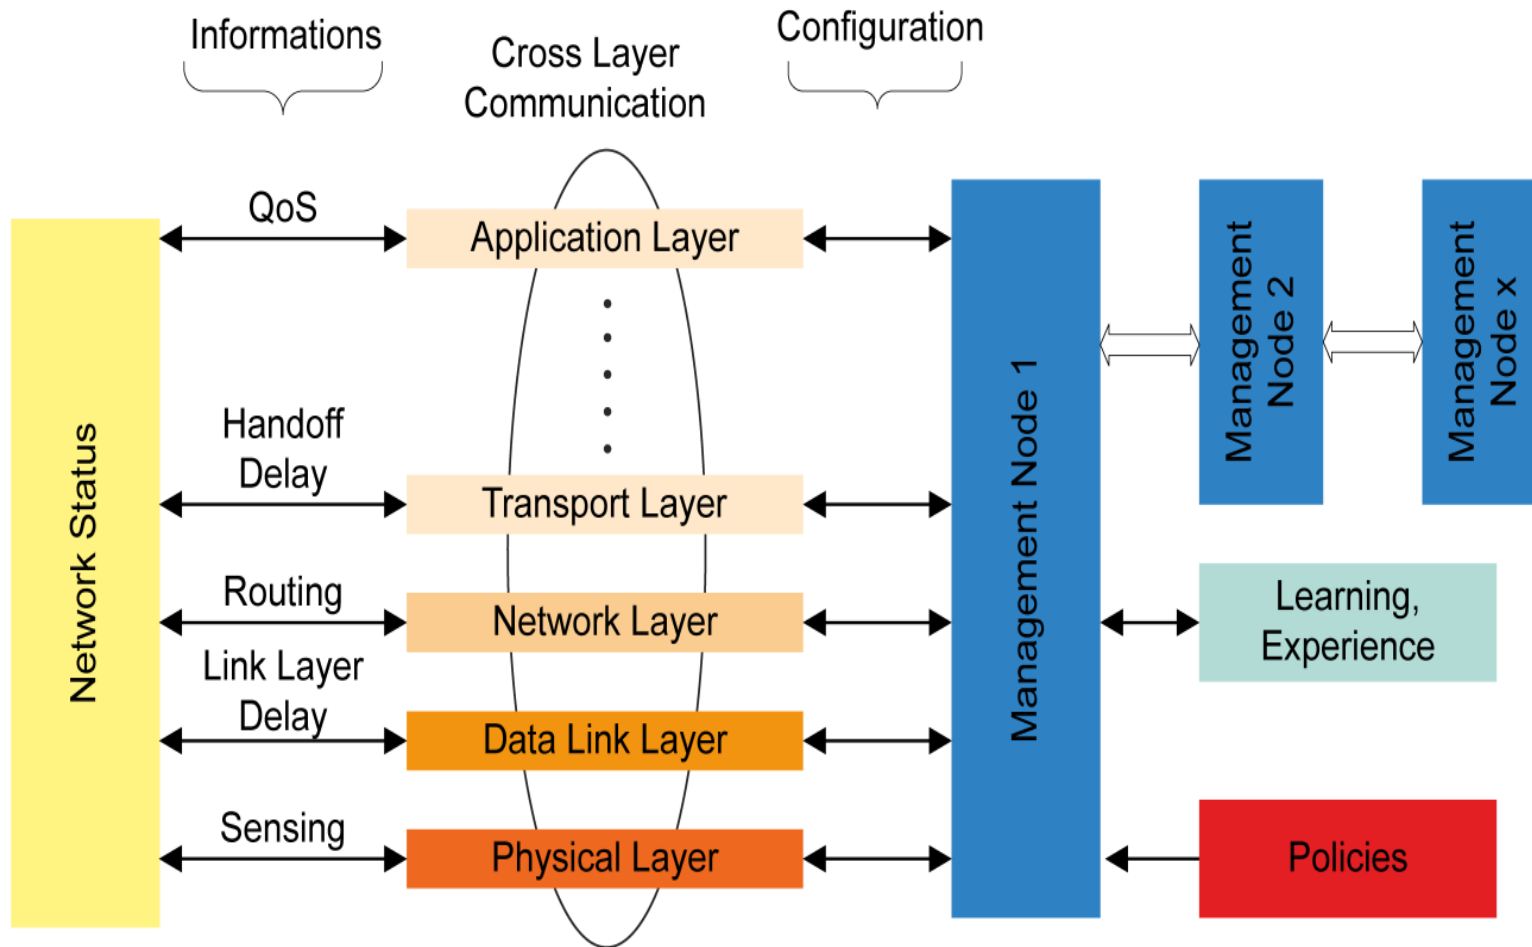 Informations
Cross Layer
Communication
Configuration
QoS
Application Layer
Handoff
Delay
Transport Layer
Routing
Network Layer
Link Layer
Delay
Data Link Layer
Sensing
Physical Layer
Network Status
Management Node 1
Management
Node 2
Management
Node x
Learning,
Experience
Policies